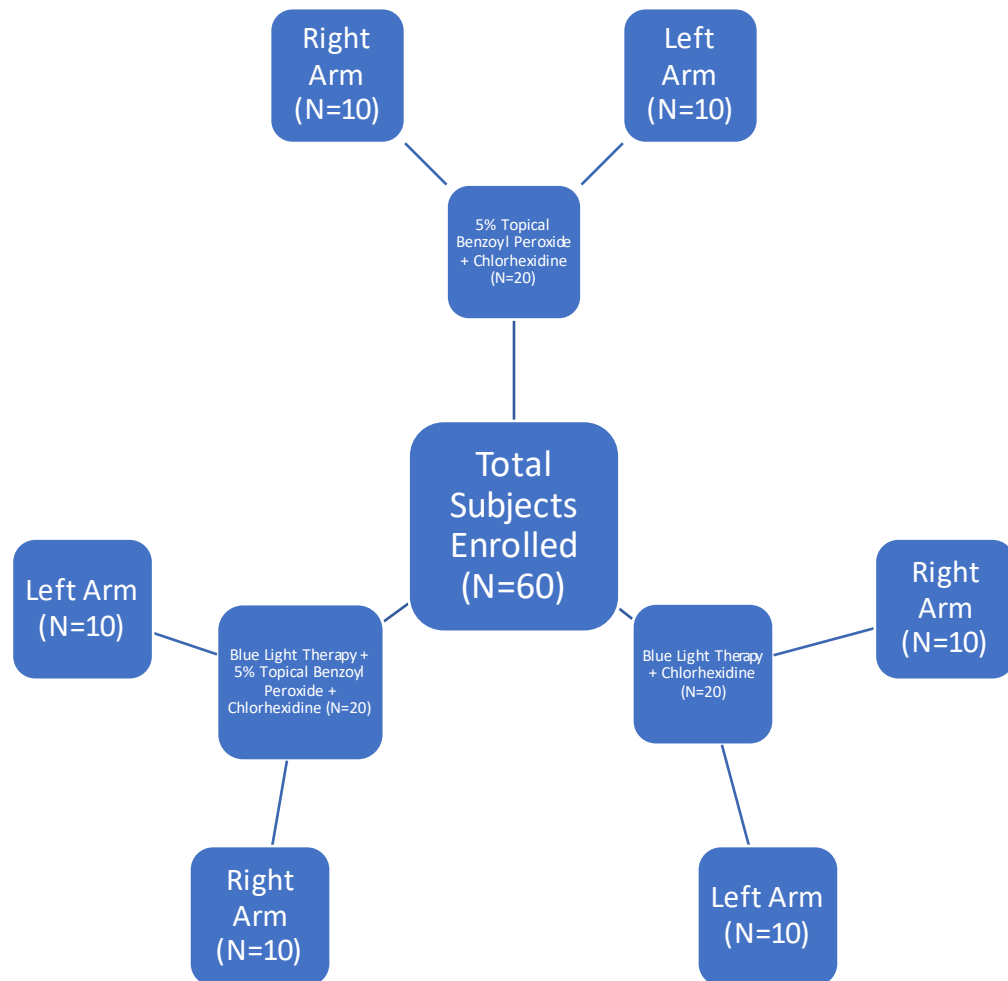 Right
Arm
(N=10)
Left
Arm
(N=10)
5% Topical
Benzoyl Peroxide
+ Chlorhexidine
(N=20)
Total
Subjects
Enrolled
(N=60)
Left Arm
(N=10)
Blue Light Therapy +
5% Topical Benzoyl
Peroxide +
Chlorhexidine (N=20)
Blue Light Therapy
+ Chlorhexidine
(N=20)
Right
Arm
(N=10)
Right
Arm
(N=10)
Left Arm
(N=10)